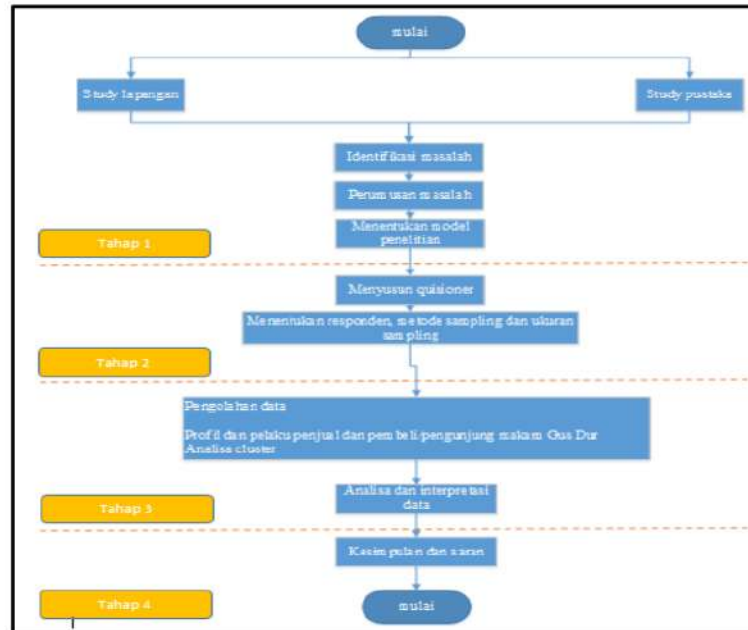 mulai
Study lapangan
Study pustaka
Identifikasi masalah
Perumusan masalah
Menentukan model
penelitian
Tahap 1
Menyusun quisioner
Menentukan responden, metode sampling dan ukuran
sampling
Tahap 2
Pengolahan data
Profil dan pelaku penjual dan pembeli/pengunjung makam Gus Dur
Analisa cluster
Analisa dan interpretasi
data
Tahap 3
Kesimpulan dan saran
mulai
Tahap 4